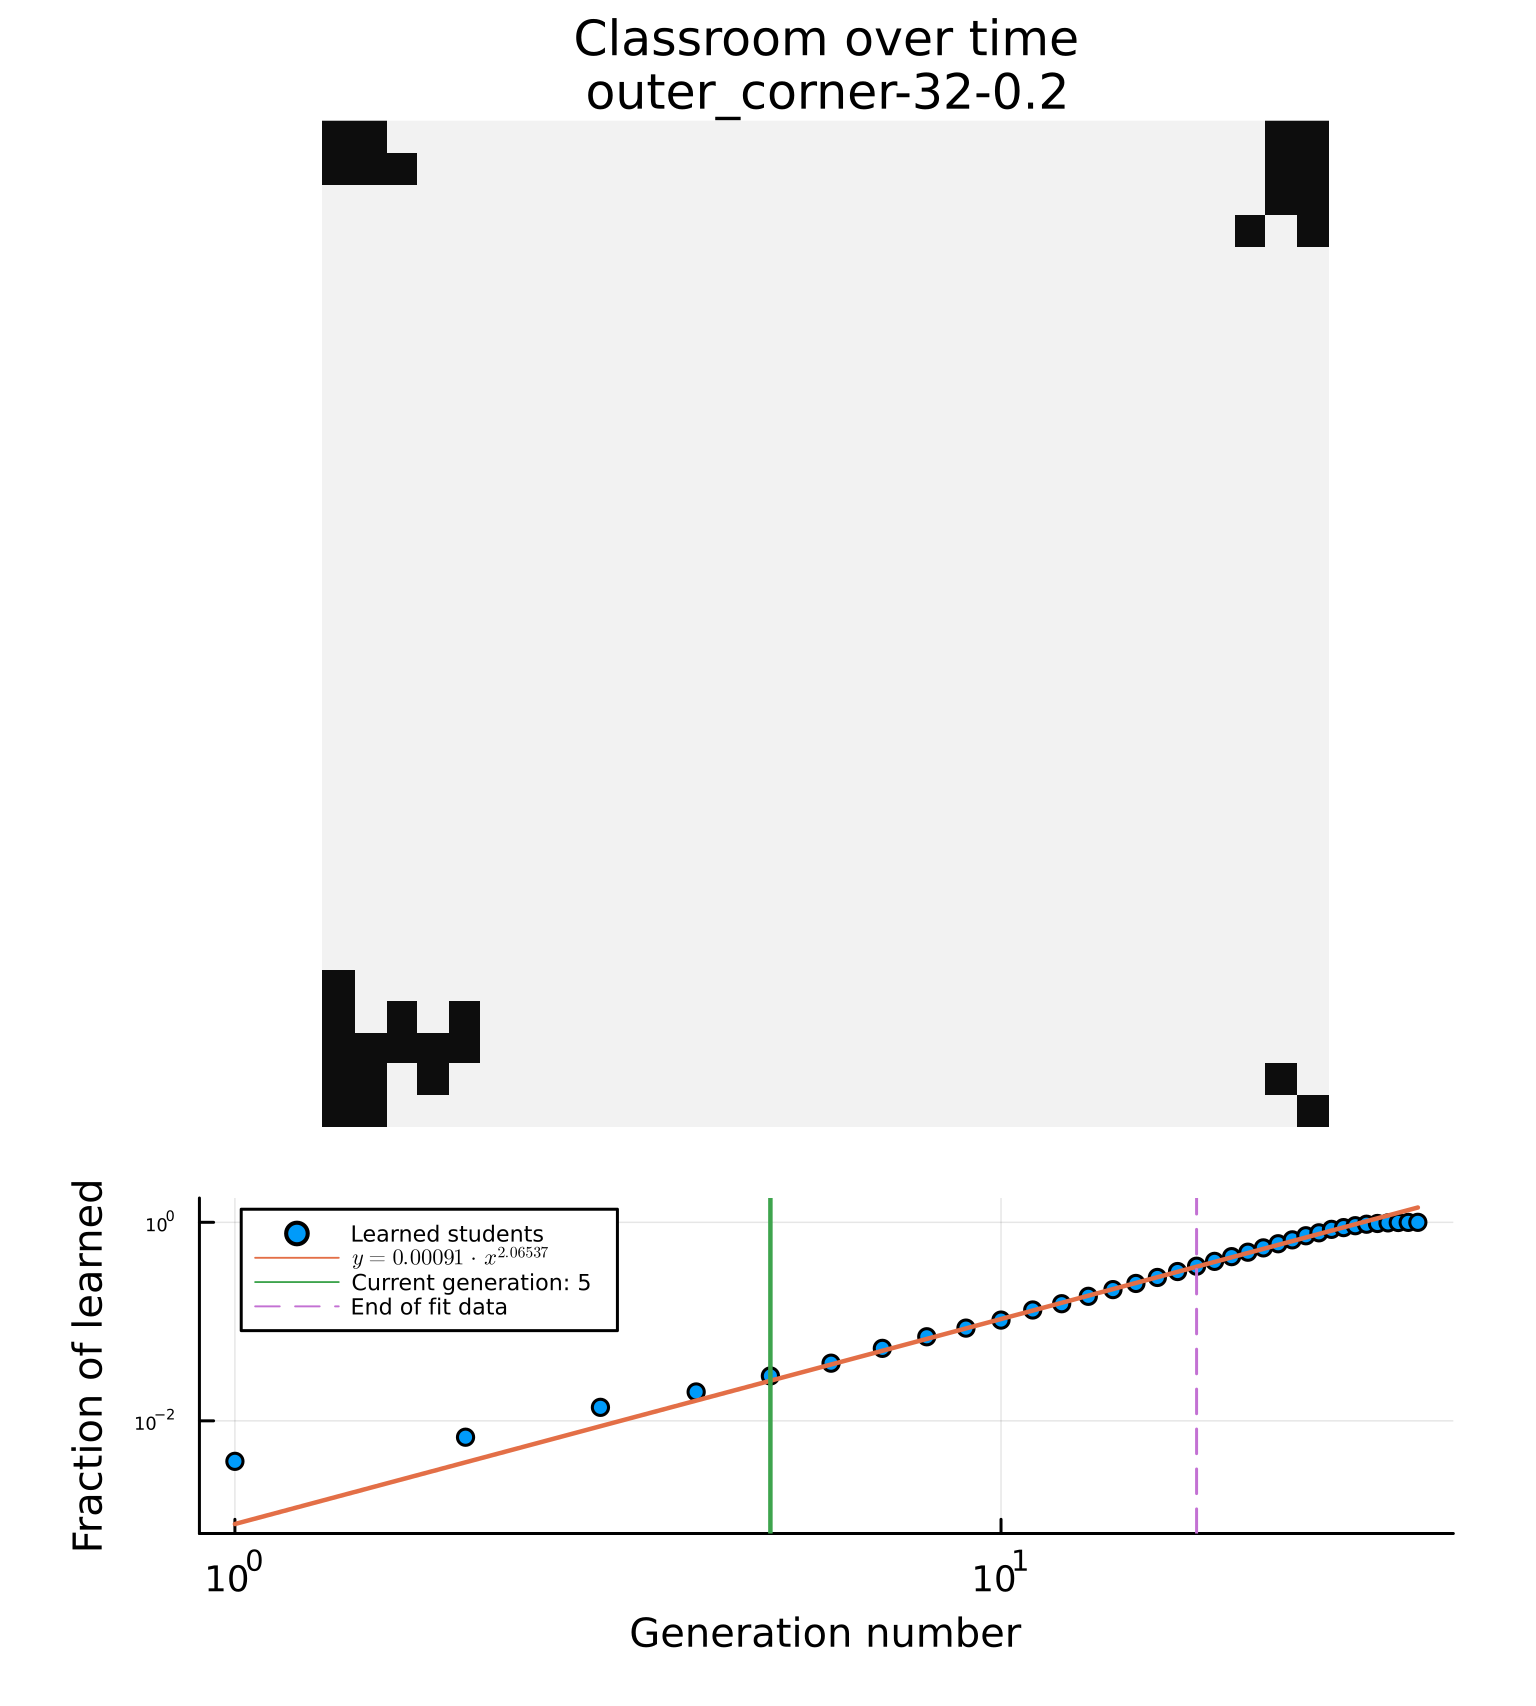 Classroom over time
outer_corner-32-0.2
Fraction of learned
10^0
10^-2
Learned students
y = 0.00091 · x^2.06537
Current generation: 5
End of fit data
10^0
10^1
Generation number